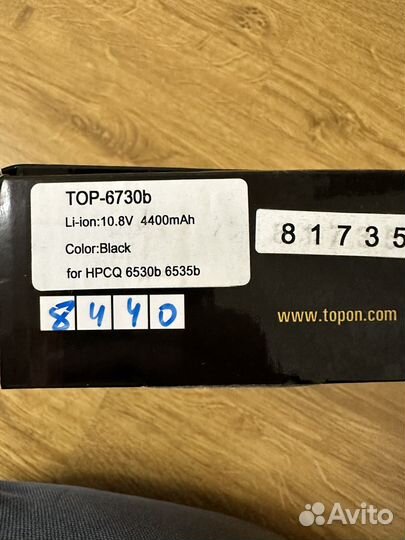 TOP-6730b
Li-ion:10.8V 4400mAh
Color:Black
for HPCQ 6530b 6535b
81735
8440
www.topon.com
Avito